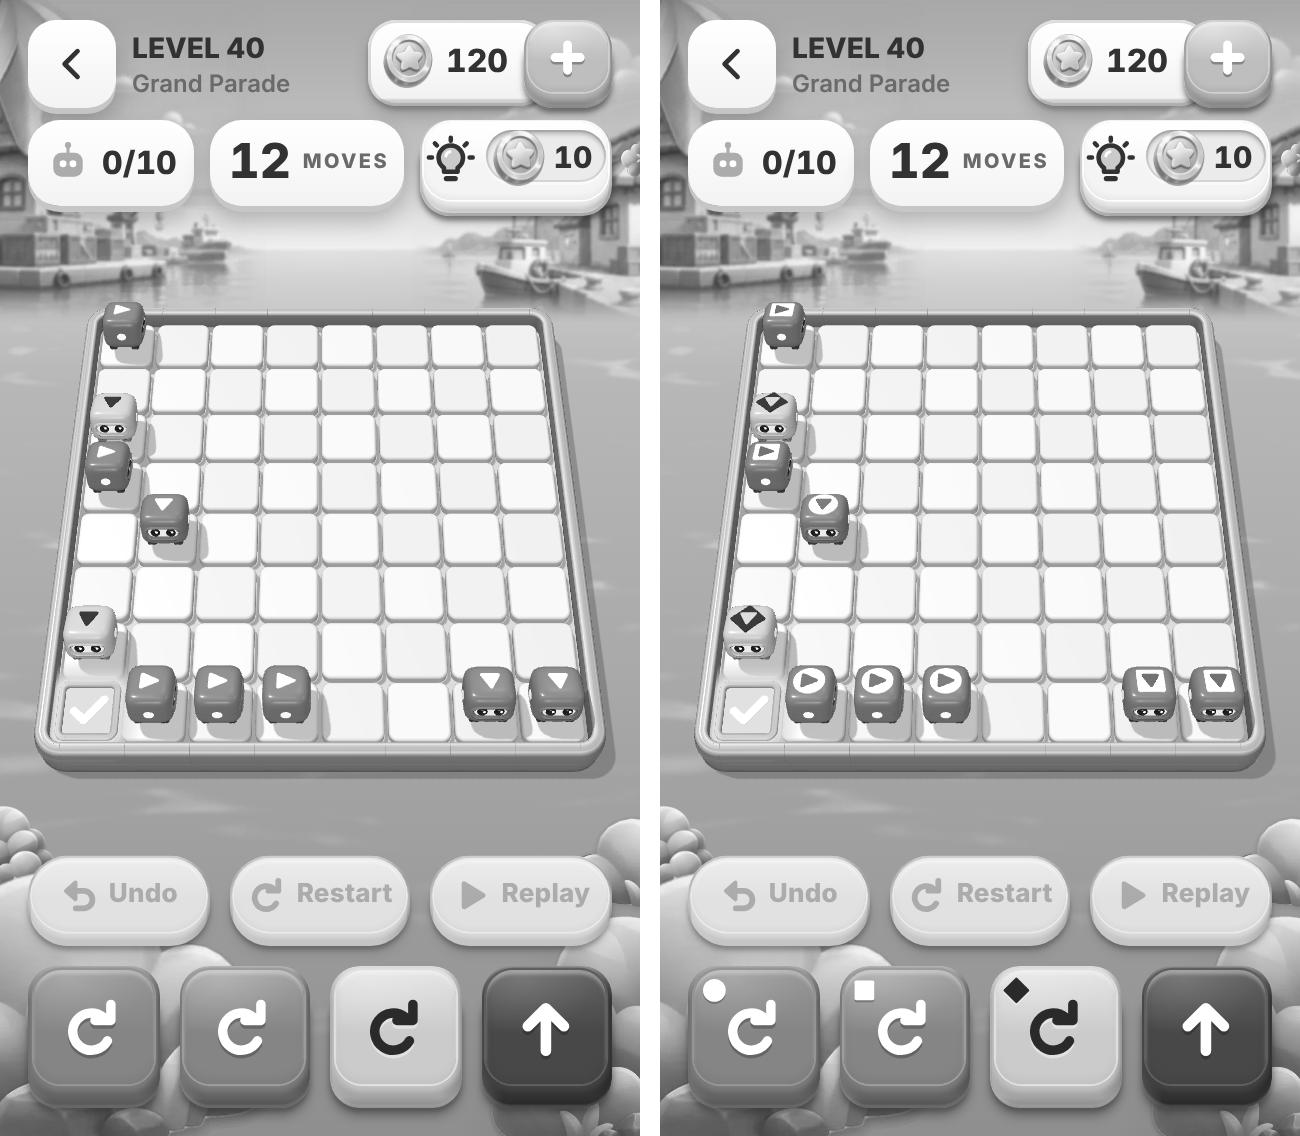 LEVEL 40
Grand Parade
120
0/10
12 MOVES
10
Undo
Restart
Replay
LEVEL 40
Grand Parade
120
0/10
12 MOVES
10
Undo
Restart
Replay